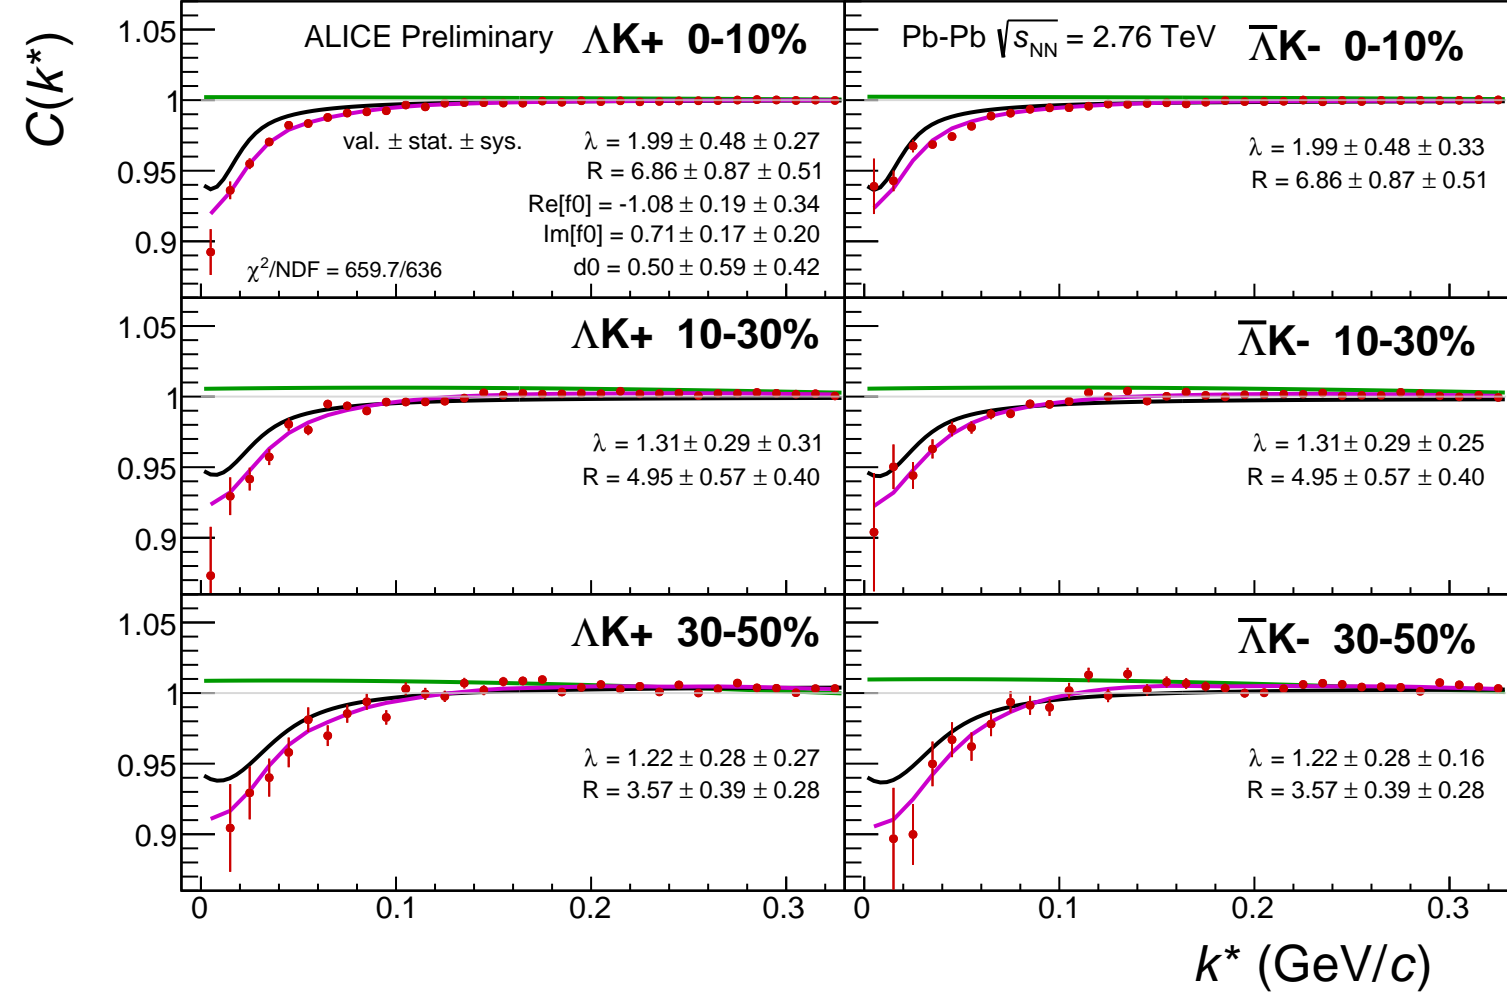 C(k*)
ALICE Preliminary ΛK+ 0-10%
1.05
1
0.95
0.9
val. ± stat. ± sys.
λ = 1.99 ± 0.48 ± 0.27
R = 6.86 ± 0.87 ± 0.51
Re[f0] = -1.08 ± 0.19 ± 0.34
Im[f0] = 0.71 ± 0.17 ± 0.20
d0 = 0.50 ± 0.59 ± 0.42
χ²/NDF = 659.7/636
Pb-Pb √s_NN = 2.76 TeV Λ̅K- 0-10%
λ = 1.99 ± 0.48 ± 0.33
R = 6.86 ± 0.87 ± 0.51
ΛK+ 10-30%
1.05
1
0.95
0.9
λ = 1.31 ± 0.29 ± 0.31
R = 4.95 ± 0.57 ± 0.40
Λ̅K- 10-30%
λ = 1.31 ± 0.29 ± 0.25
R = 4.95 ± 0.57 ± 0.40
ΛK+ 30-50%
1.05
1
0.95
0.9
λ = 1.22 ± 0.28 ± 0.27
R = 3.57 ± 0.39 ± 0.28
Λ̅K- 30-50%
λ = 1.22 ± 0.28 ± 0.16
R = 3.57 ± 0.39 ± 0.28
0 0.1 0.2 0.3
0 0.1 0.2 0.3
k* (GeV/c)